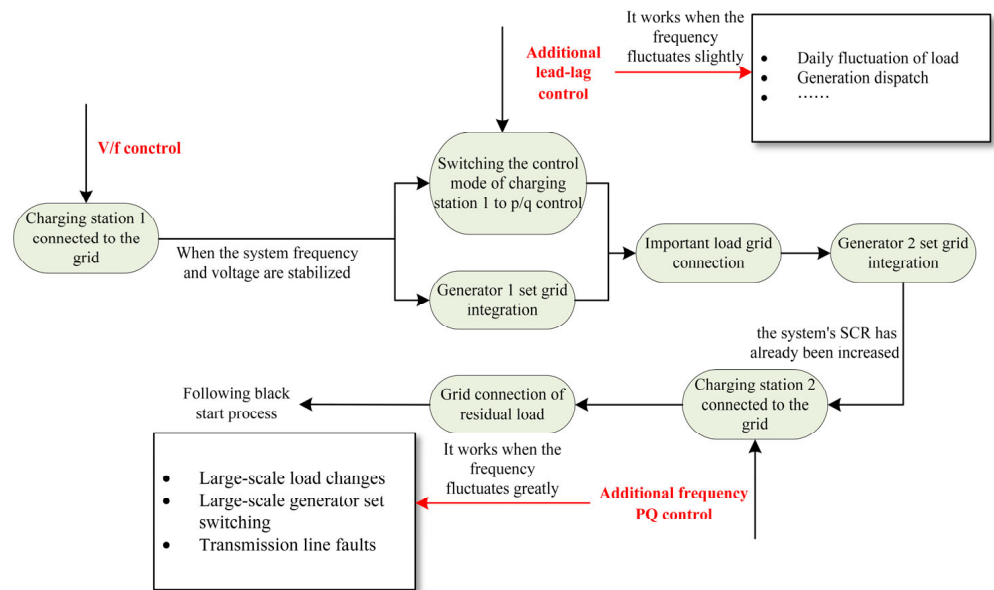 It works when the
frequency
fluctuates slightly
• Daily fluctuation of load
• Generation dispatch
• ……
Additional
lead-lag
control
V/f conctrol
Switching the control
mode of charging
station 1 to p/q control
Charging station 1
connected to the
grid
When the system frequency
and voltage are stabilized
Important load grid
connection
Generator 2 set grid
integration
Generator 1 set grid
integration
the system's SCR has
already been increased
Following black
start process
Grid connection of
residual load
Charging station 2
connected to the
grid
It works when the
frequency
fluctuates greatly
• Large-scale load changes
• Large-scale generator set
switching
• Transmission line faults
Additional frequency
PQ control